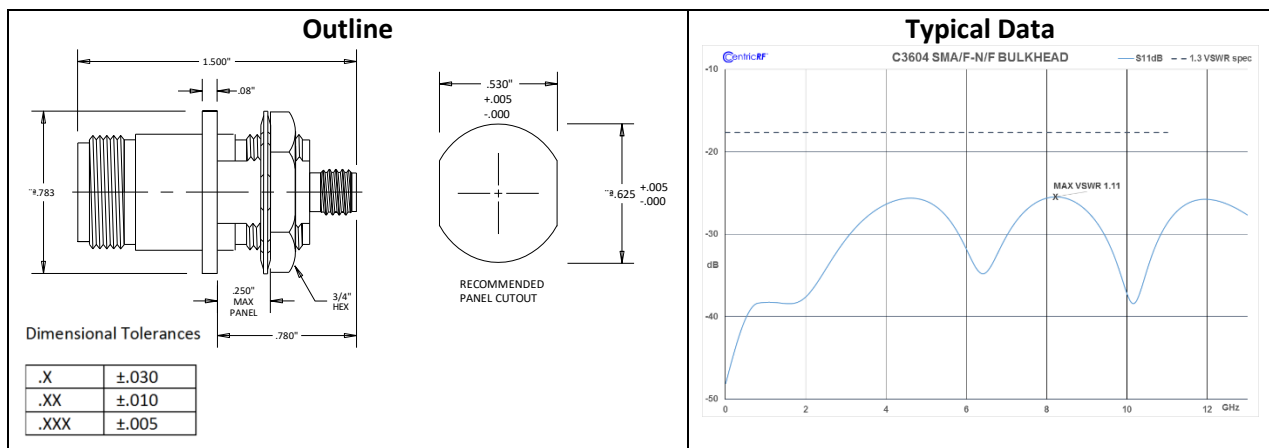 Outline
1.500"
.08"
.530"
+.005
-.000
¨ª.783
¨ª.625
+.005
-.000
.250"
MAX
PANEL
3/4"
HEX
.780"
RECOMMENDED
PANEL CUTOUT
Dimensional Tolerances
.X ±.030
.XX ±.010
.XXX ±.005
Typical Data
CentricRF
C3604 SMA/F-N/F BULKHEAD
S11dB
1.3 VSWR spec
-10
-20
-30
dB
-40
-50
MAX VSWR 1.11
X
0 2 4 6 8 10 12 GHz